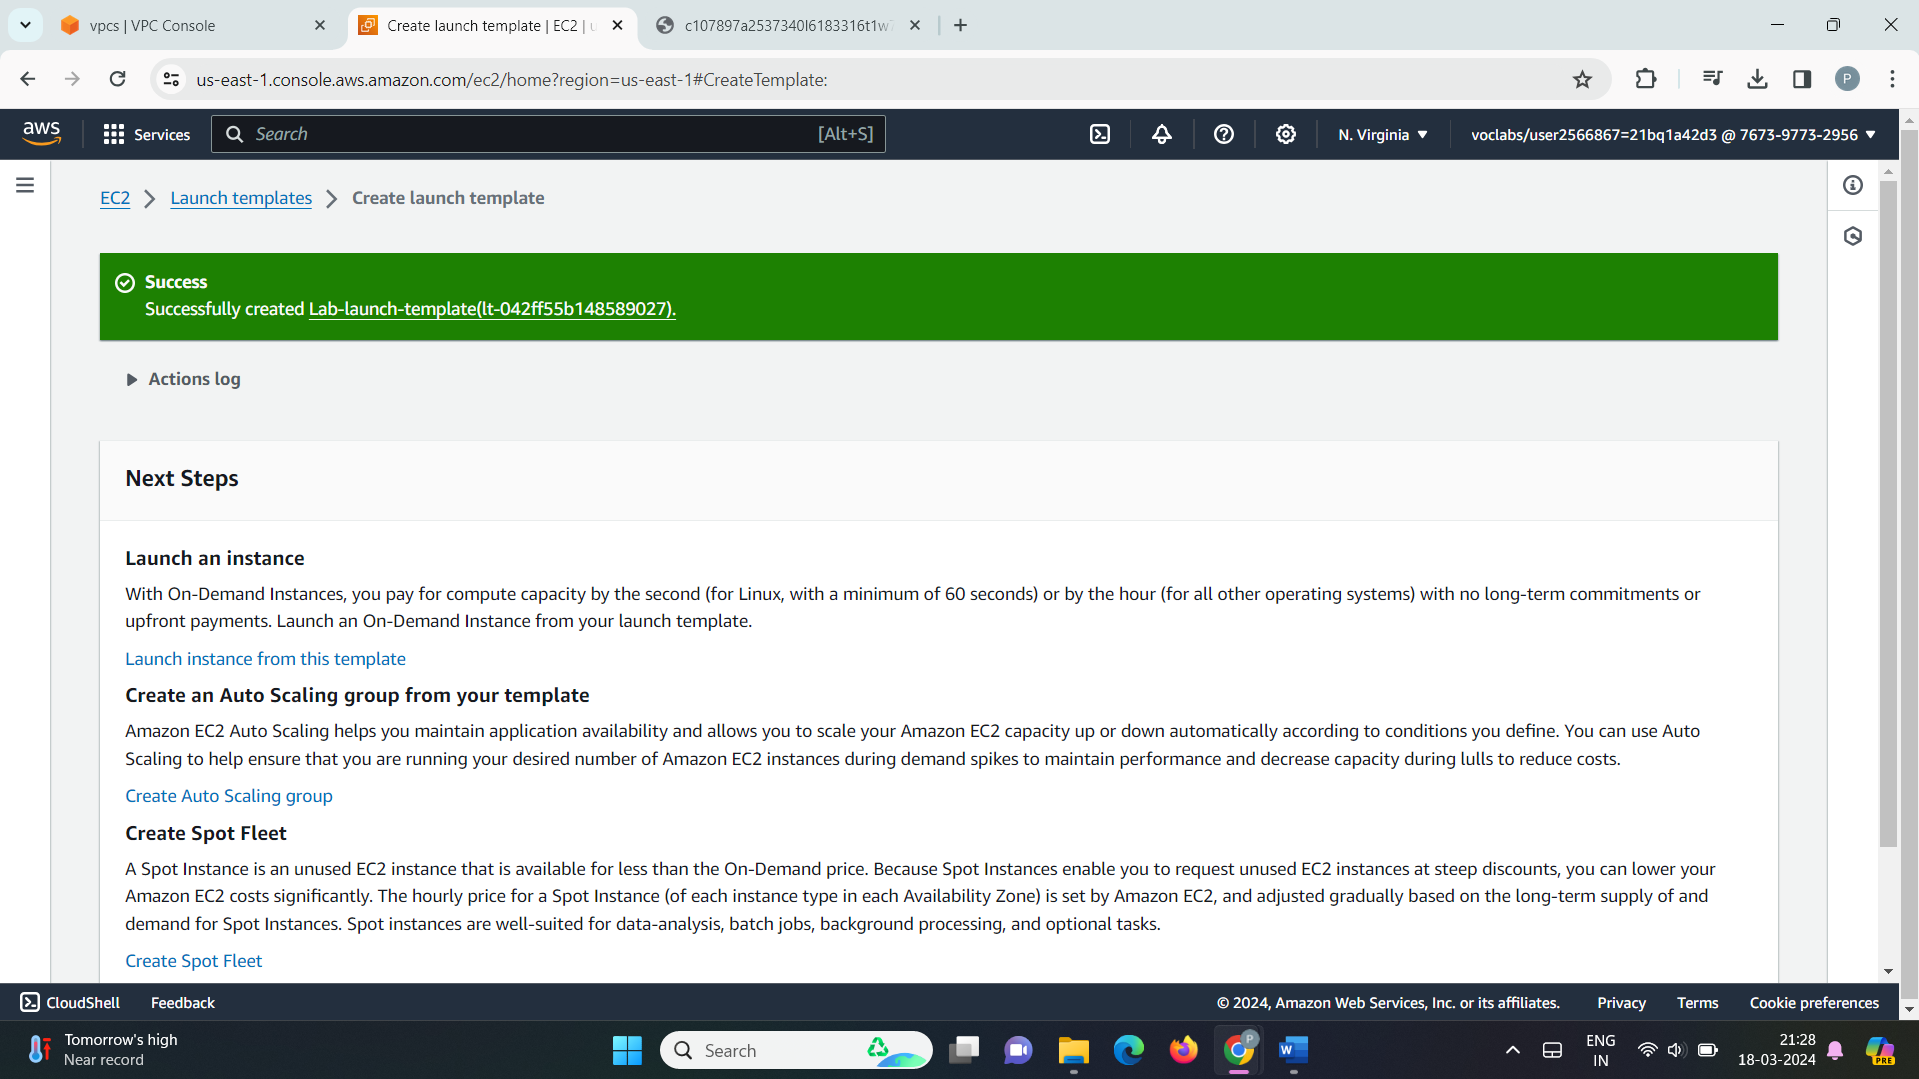 vpcs | VPC Console
Create launch template | EC2 | u
c107897a2537340l6183316t1w7
us-east-1.console.aws.amazon.com/ec2/home?region=us-east-1#CreateTemplate:
P
aws
Services
Search
[Alt+S]
N. Virginia
voclabs/user2566867=21bq1a42d3 @ 7673-9773-2956
EC2
Launch templates
Create launch template
Success
Successfully created Lab-launch-template(lt-042ff55b148589027).
Actions log
Next Steps
Launch an instance
With On-Demand Instances, you pay for compute capacity by the second (for Linux, with a minimum of 60 seconds) or by the hour (for all other operating systems) with no long-term commitments or
upfront payments. Launch an On-Demand Instance from your launch template.
Launch instance from this template
Create an Auto Scaling group from your template
Amazon EC2 Auto Scaling helps you maintain application availability and allows you to scale your Amazon EC2 capacity up or down automatically according to conditions you define. You can use Auto
Scaling to help ensure that you are running your desired number of Amazon EC2 instances during demand spikes to maintain performance and decrease capacity during lulls to reduce costs.
Create Auto Scaling group
Create Spot Fleet
A Spot Instance is an unused EC2 instance that is available for less than the On-Demand price. Because Spot Instances enable you to request unused EC2 instances at steep discounts, you can lower your
Amazon EC2 costs significantly. The hourly price for a Spot Instance (of each instance type in each Availability Zone) is set by Amazon EC2, and adjusted gradually based on the long-term supply of and
demand for Spot Instances. Spot instances are well-suited for data-analysis, batch jobs, background processing, and optional tasks.
Create Spot Fleet
CloudShell
Feedback
© 2024, Amazon Web Services, Inc. or its affiliates.
Privacy
Terms
Cookie preferences
Tomorrow's high
Near record
Search
P
W
ENG
IN
21:28
18-03-2024
PRE